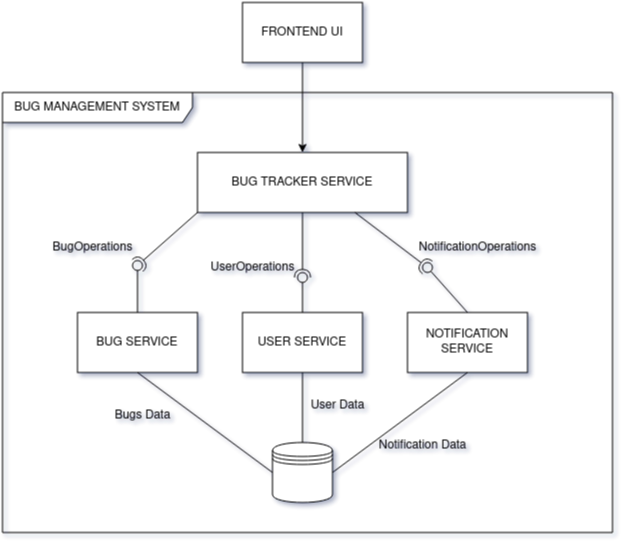 FRONTEND UI
BUG MANAGEMENT SYSTEM
BUG TRACKER SERVICE
BugOperations
UserOperations
NotificationOperations
BUG SERVICE
USER SERVICE
NOTIFICATION
SERVICE
Bugs Data
User Data
Notification Data